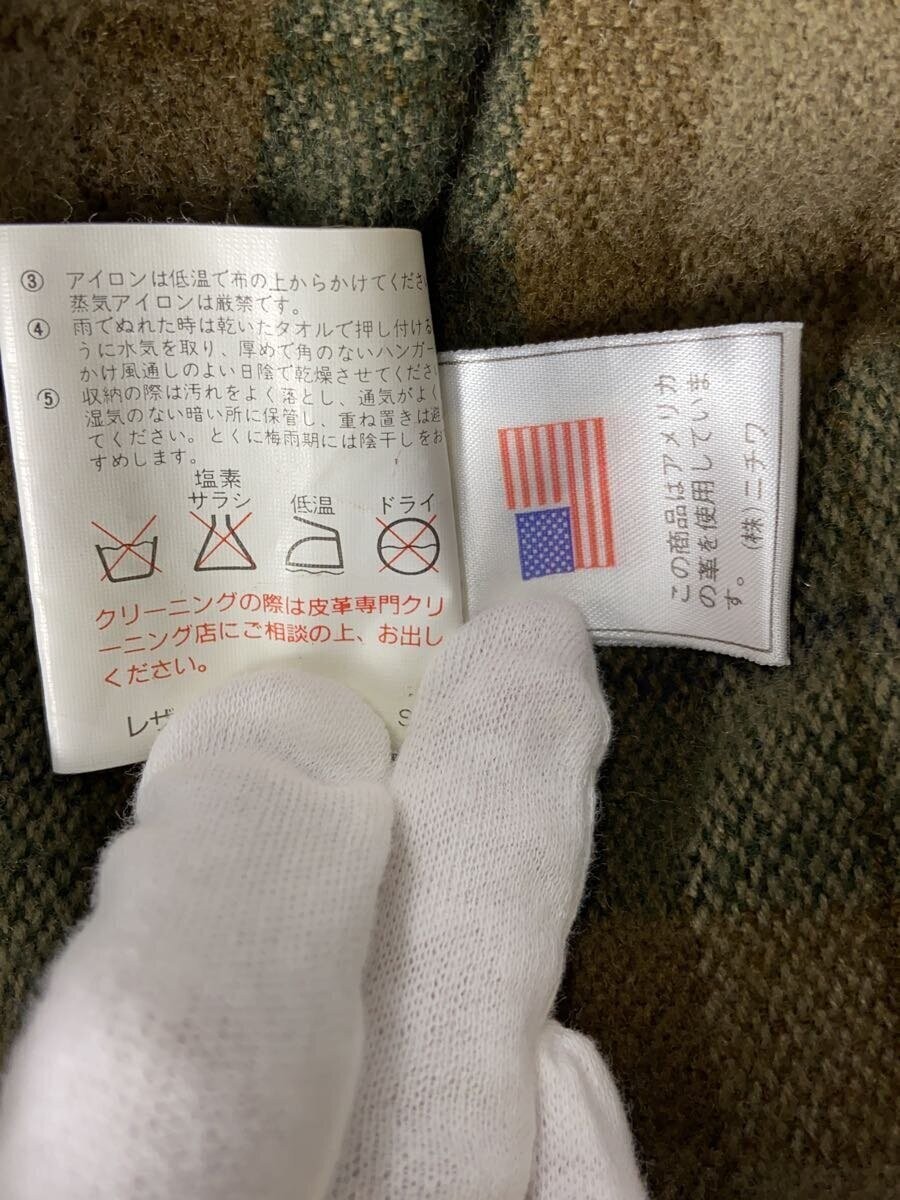 ③ アイロンは低温で布の上からかけてくださ
蒸気アイロンは厳禁です。
④ 雨でぬれた時は乾いたタオルで押し付ける
うに水気を取り、厚めで角のないハンガー
かけ風通しのよい日陰で乾燥させてくださ
⑤ 収納の際は汚れをよく落とし、通気がよく
湿気のない暗い所に保管し、重ね置きは避
てください。とくに梅雨期には陰干しをお
すめします。
塩素
サラシ 低温 ドライ
クリーニングの際は皮革専門クリ
ーニング店にご相談の上、お出し
ください。
レザ S
この商品はアメリカ
の革を使用していま
す。 (株)ニチワ